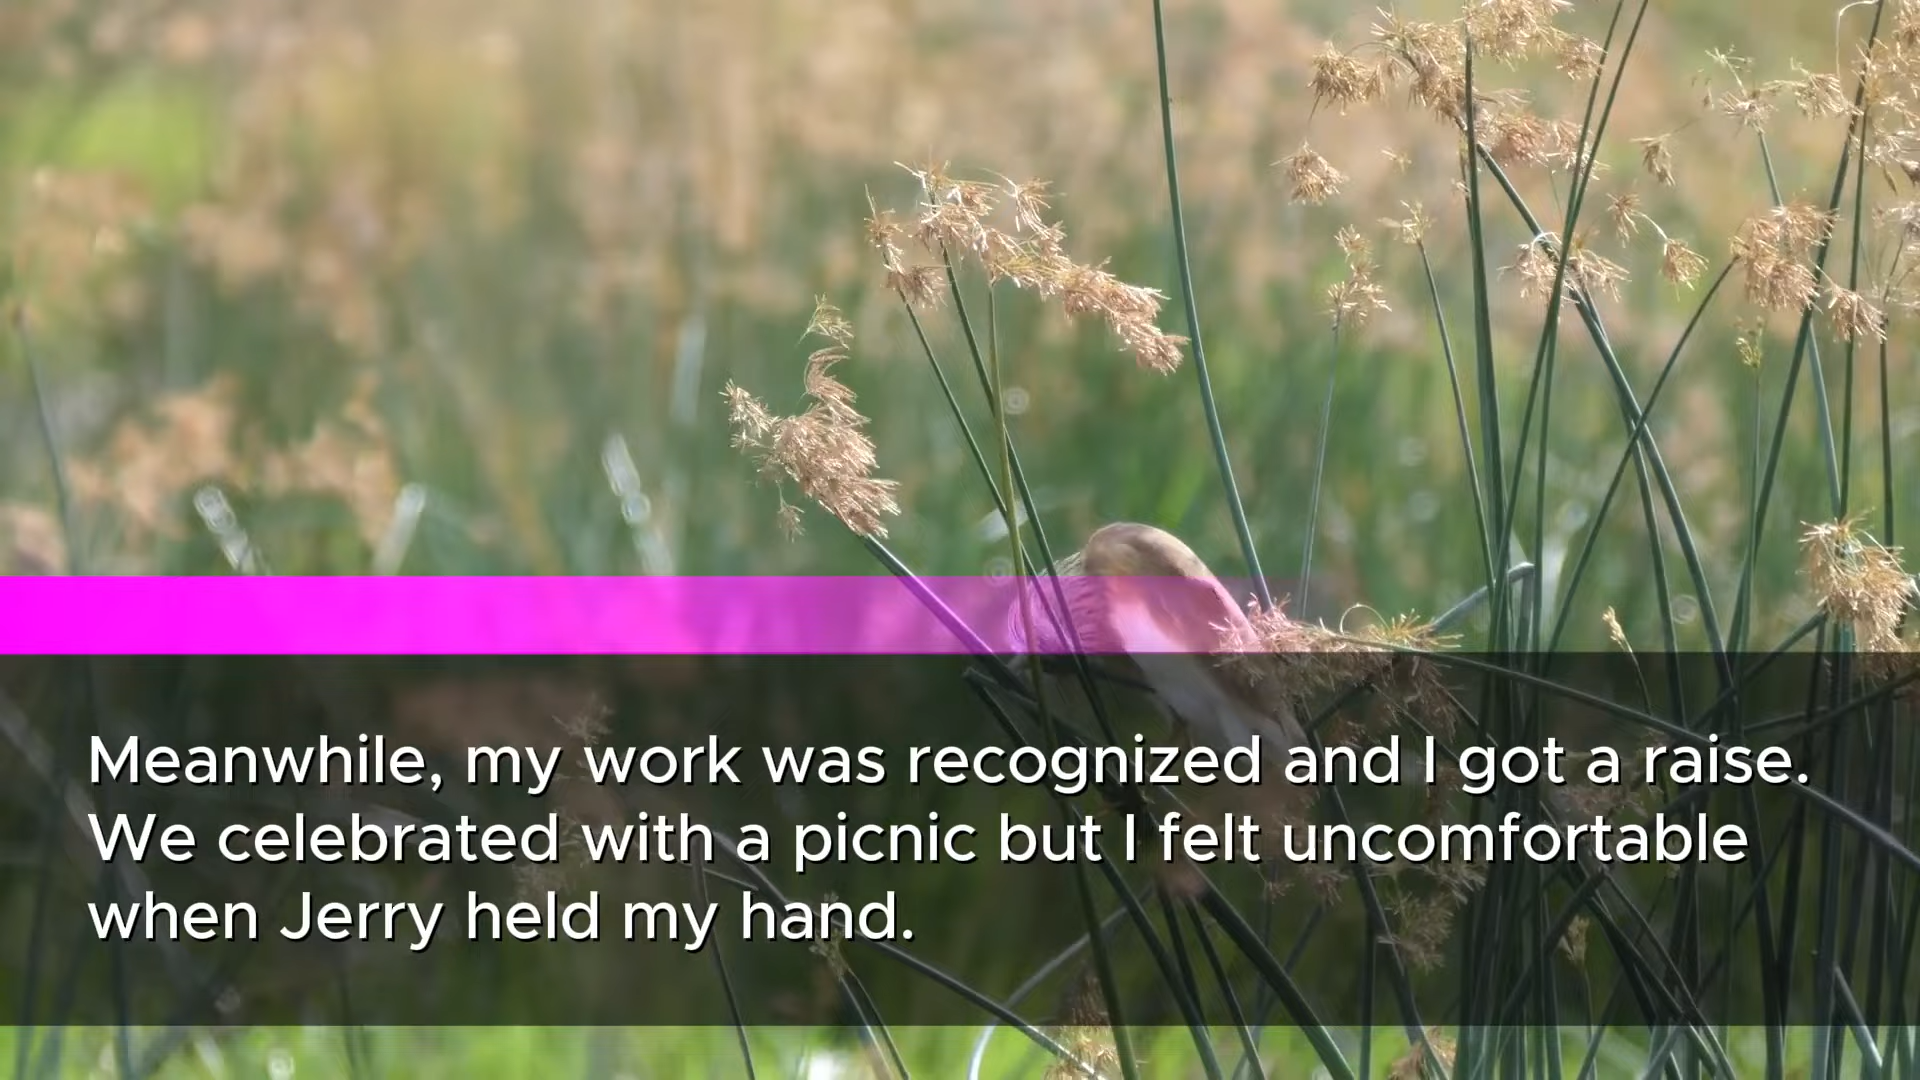 Meanwhile, my work was recognized and I got a raise.
We celebrated with a picnic but I felt uncomfortable
when Jerry held my hand.